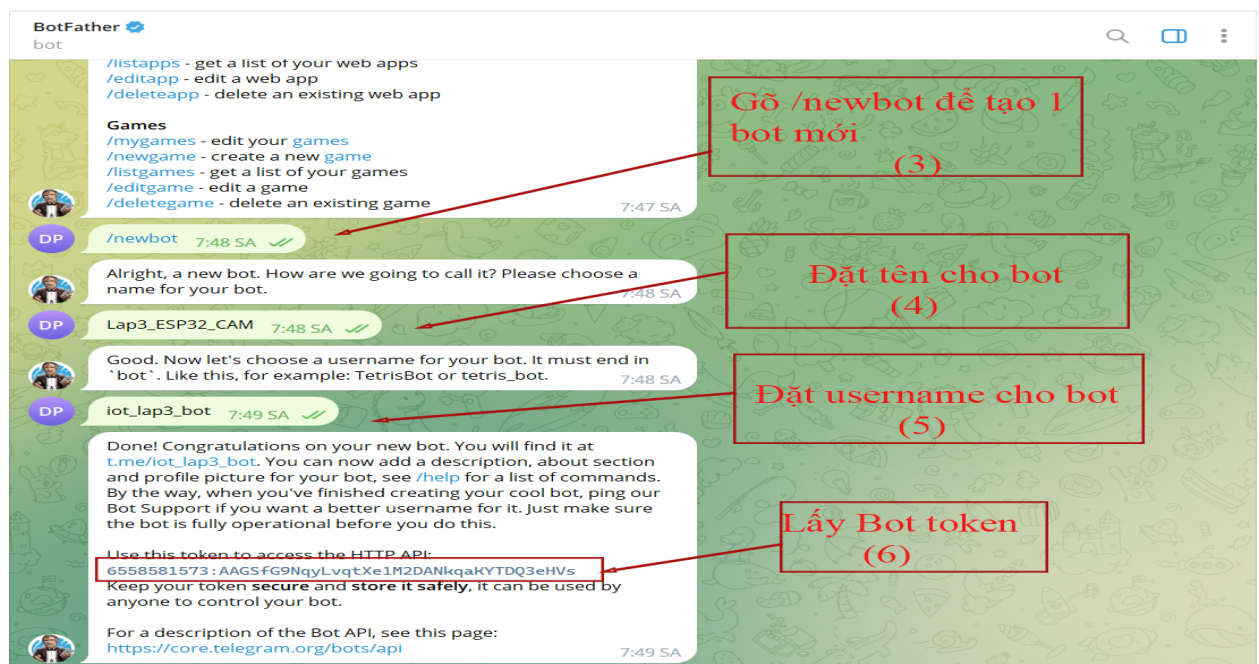 BotFather
bot
/listapps - get a list of your web apps
/editapp - edit a web app
/deleteapp - delete an existing web app
Games
/mygames - edit your games
/newgame - create a new game
/listgames - get a list of your games
/editgame - edit a game
/deletegame - delete an existing game
7:47 SA
Gõ /newbot để tạo 1
bot mới
(3)
DP
/newbot 7:48 SA
Alright, a new bot. How are we going to call it? Please choose a
name for your bot.
7:48 SA
Đặt tên cho bot
(4)
DP
Lap3_ESP32_CAM 7:48 SA
Good. Now let's choose a username for your bot. It must end in
`bot`. Like this, for example: TetrisBot or tetris_bot.
7:48 SA
Đặt username cho bot
(5)
DP
iot_lap3_bot 7:49 SA
Done! Congratulations on your new bot. You will find it at
t.me/iot_lap3_bot. You can now add a description, about section
and profile picture for your bot, see /help for a list of commands.
By the way, when you've finished creating your cool bot, ping our
Bot Support if you want a better username for it. Just make sure
the bot is fully operational before you do this.
Use this token to access the HTTP API:
6558581573:AAGSfG9NqyLvqtXe1M2DANkqaKYTDQ3eHVs
Keep your token secure and store it safely, it can be used by
anyone to control your bot.
For a description of the Bot API, see this page:
https://core.telegram.org/bots/api
7:49 SA
Lấy Bot token
(6)